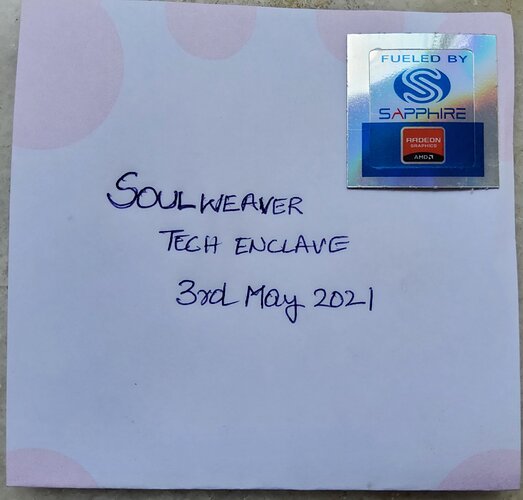 FUELED BY
SAPPHIRE
RADEON
GRAPHICS
AMD
SOULWEAVER
TECH ENCLAVE
3rd May 2021